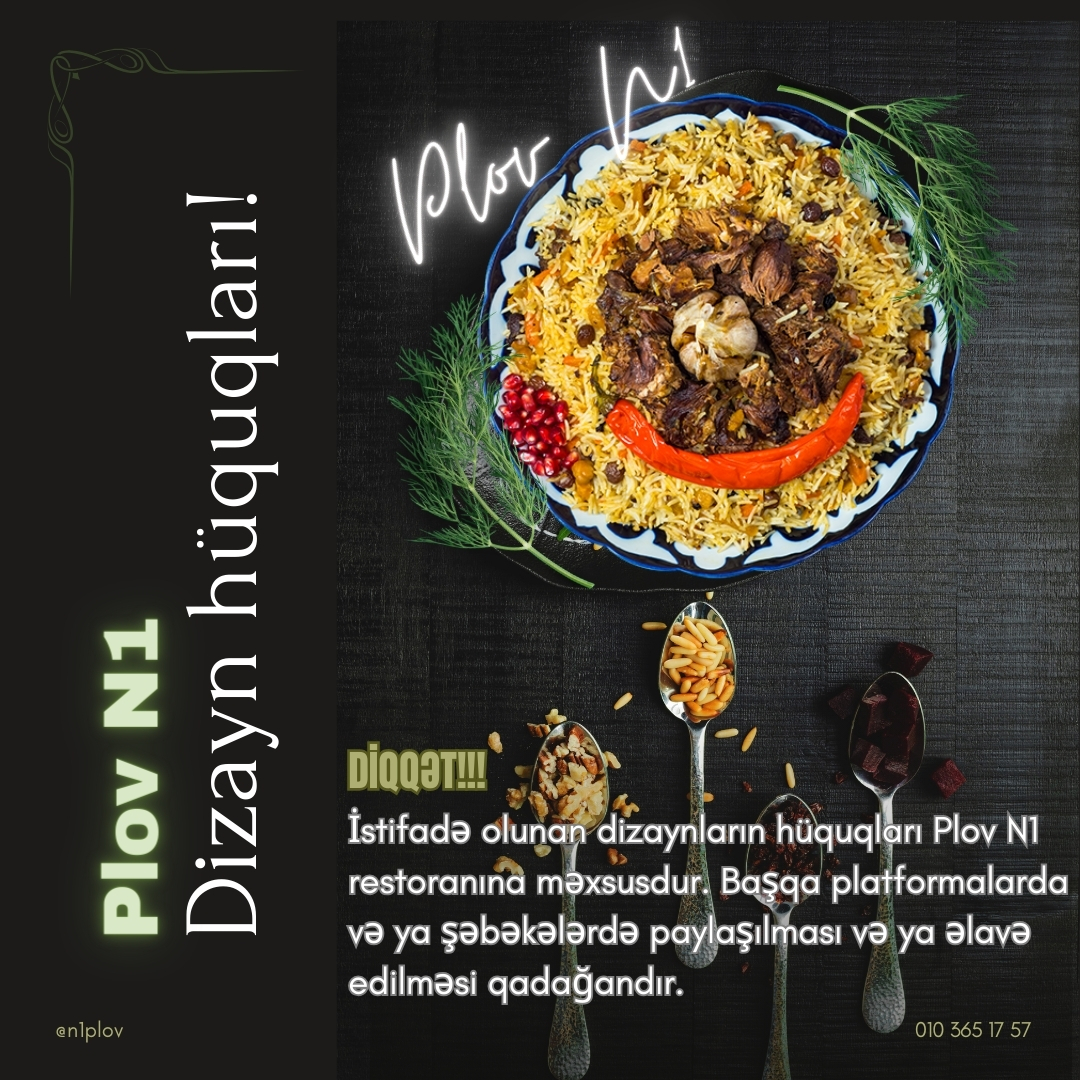 Plov N1
Plov N1
Dizayn hüquqları!
DİQQƏT!!!
İstifadə olunan dizaynların hüquqları Plov N1
restoranına məxsusdur. Başqa platformalarda
və ya şəbəkələrdə paylaşılması və ya əlavə
edilməsi qadağandır.
@n1plov
010 365 17 57